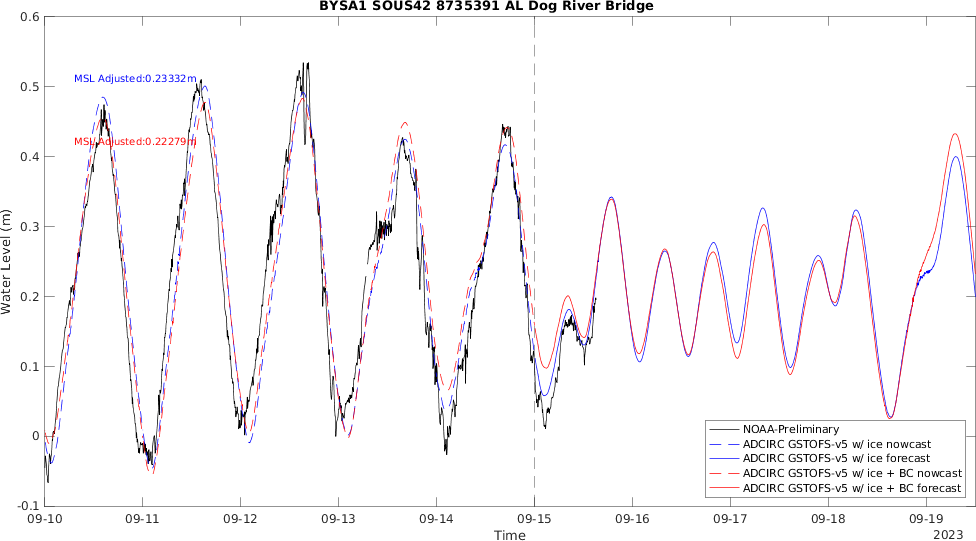 BYSA1 SOUS42 8735391 AL Dog River Bridge
0.6
0.5
0.4
0.3
0.2
0.1
0
-0.1
Water Level (m)
MSL Adjusted:0.23332m
MSL Adjusted:0.22279m
NOAA-Preliminary
ADCIRC GSTOFS-v5 w/ ice nowcast
ADCIRC GSTOFS-v5 w/ ice forecast
ADCIRC GSTOFS-v5 w/ ice + BC nowcast
ADCIRC GSTOFS-v5 w/ ice + BC forecast
09-10 09-11 09-12 09-13 09-14 09-15 09-16 09-17 09-18 09-19
Time
2023